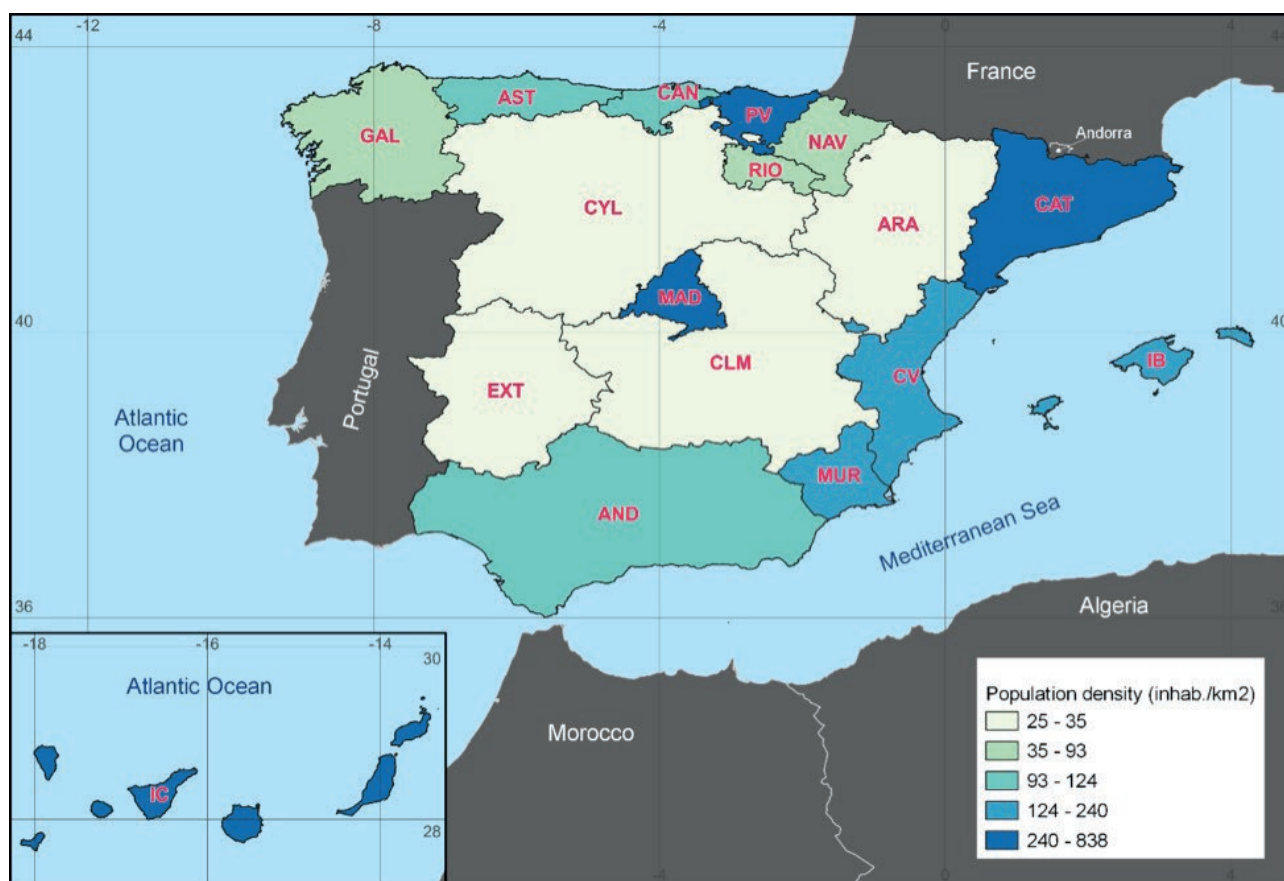 -12
-8
-4
0
4
44
44
France
Andorra
AST
CAN
PV
GAL
NAV
RIO
CYL
ARA
CAT
MAD
40
40
CLM
CV
IB
EXT
Portugal
Atlantic
Ocean
MUR
AND
Mediterranean Sea
36
36
Algeria
Morocco
-18
-16
-14
30
Atlantic Ocean
IC
28
Population density (inhab./km2)
25 - 35
35 - 93
93 - 124
124 - 240
240 - 838
-4
0
4